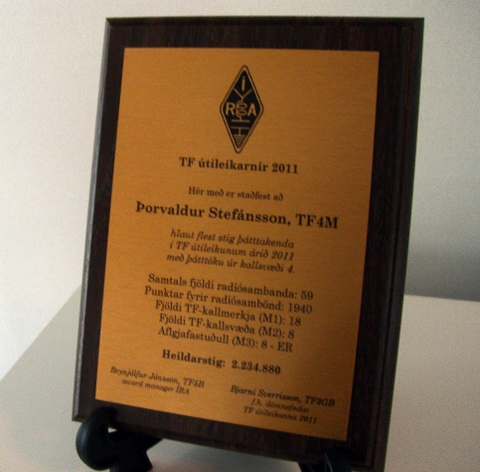 Í
R A
TF útileikarnir 2011
Hér með er staðfest að
Þorvaldur Stefánsson, TF4M
hlaut flest stig þátttakenda
í TF útileikunum árið 2011
með þátttöku úr kallsvæði 4.
Samtals fjöldi radíósambanda: 59
Punktar fyrir radíósambönd: 1940
Fjöldi TF-kallmerkja (M1): 18
Fjöldi TF-kallsvæða (M2): 8
Aflgjafastuðull (M3): 8 - ER
Heildarstig: 2.234.880
Brynjólfur Jónsson, TF5B
award manager ÍRA
Bjarni Sverrisson, TF3GB
f.h. dómnefndar
TF útileikanna 2011